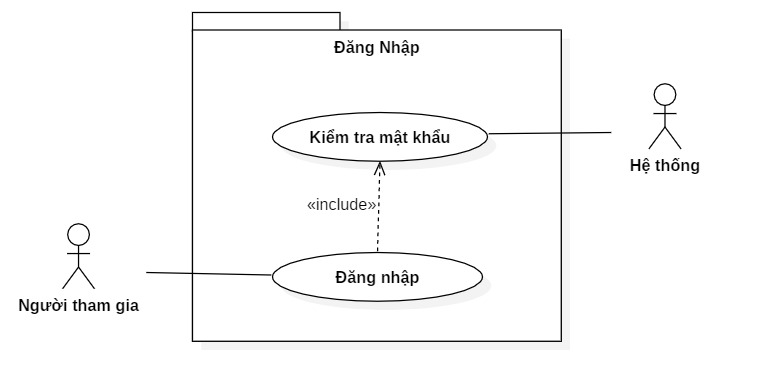 Đăng Nhập
Kiểm tra mật khẩu
Hệ thống
«include»
Đăng nhập
Người tham gia